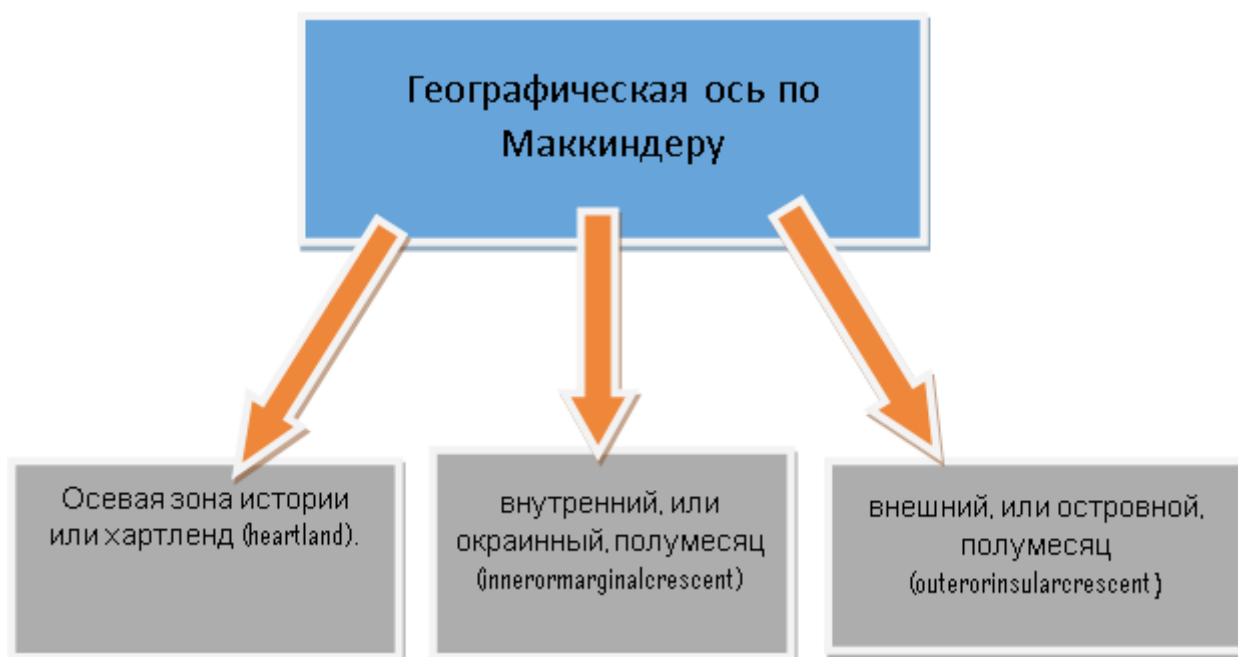 Географическая ось по
Маккиндеру
Осевая зона истории
или хартленд (heartland).
внутренний, или
окраинный, полумесяц
(innerormarginalcrescent)
внешний, или островной,
полумесяц
(outerorinsularcrescent)